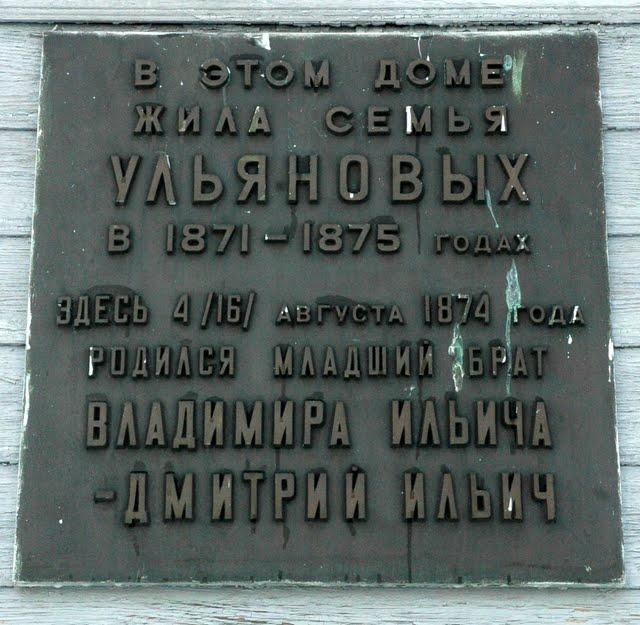 В ЭТОМ ДОМЕ
ЖИЛА СЕМЬЯ
УЛЬЯНОВЫХ
В 1871-1875 ГОДАХ
ЗДЕСЬ 4/16/ АВГУСТА 1874 ГОДА
РОДИЛСЯ МЛАДШИЙ БРАТ
ВЛАДИМИРА ИЛЬИЧА
-ДМИТРИЙ ИЛЬИЧ